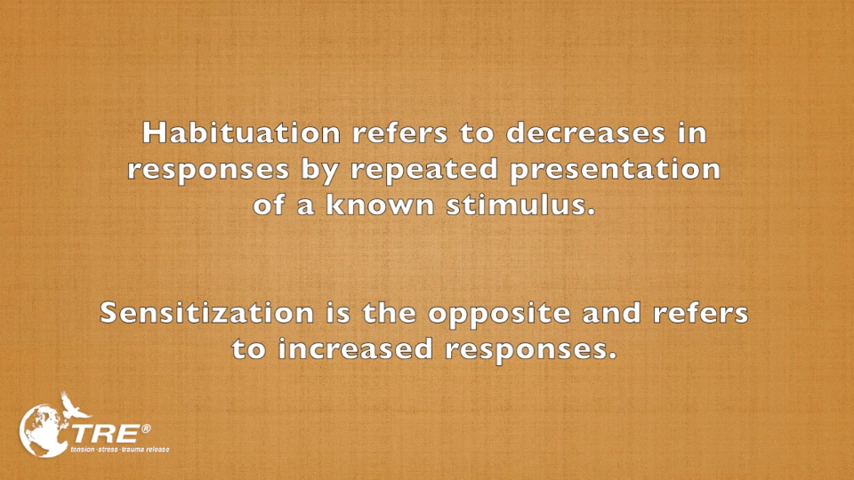 Habituation refers to decreases in
responses by repeated presentation
of a known stimulus.
Sensitization is the opposite and refers
to increased responses.
TRE®
tension·stress·trauma release